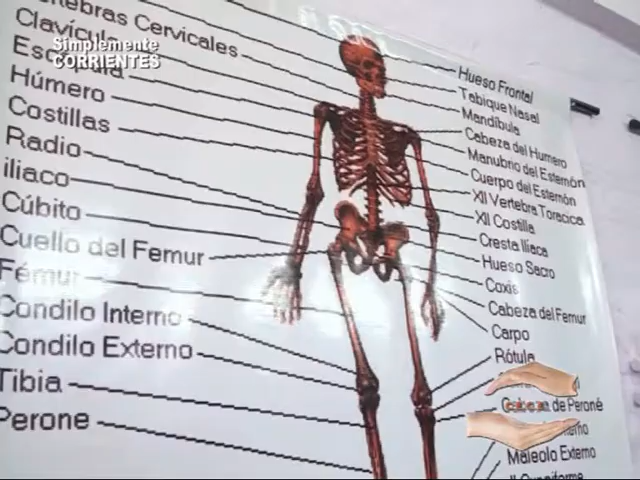 Vertebras Cervicales
Clavícula
Simplemente
CORRIENTES
Escapula
Húmero
Costillas
Radio
iliaco
Cúbito
Cuello del Femur
Fémur
Condilo Interno
Condilo Externo
Tibia
Perone
Hueso Frontal
Tabique Nasal
Mandíbula
Cabeza del Humero
Manubrio del Esternón
Cuerpo del Esternón
XII Vertebra Toracica
XII Costilla
Cresta Iliaca
Hueso Sacro
Coxis
Cabeza del Femur
Carpo
Rótula
Cabeza de Peroné
Maleolo Externo